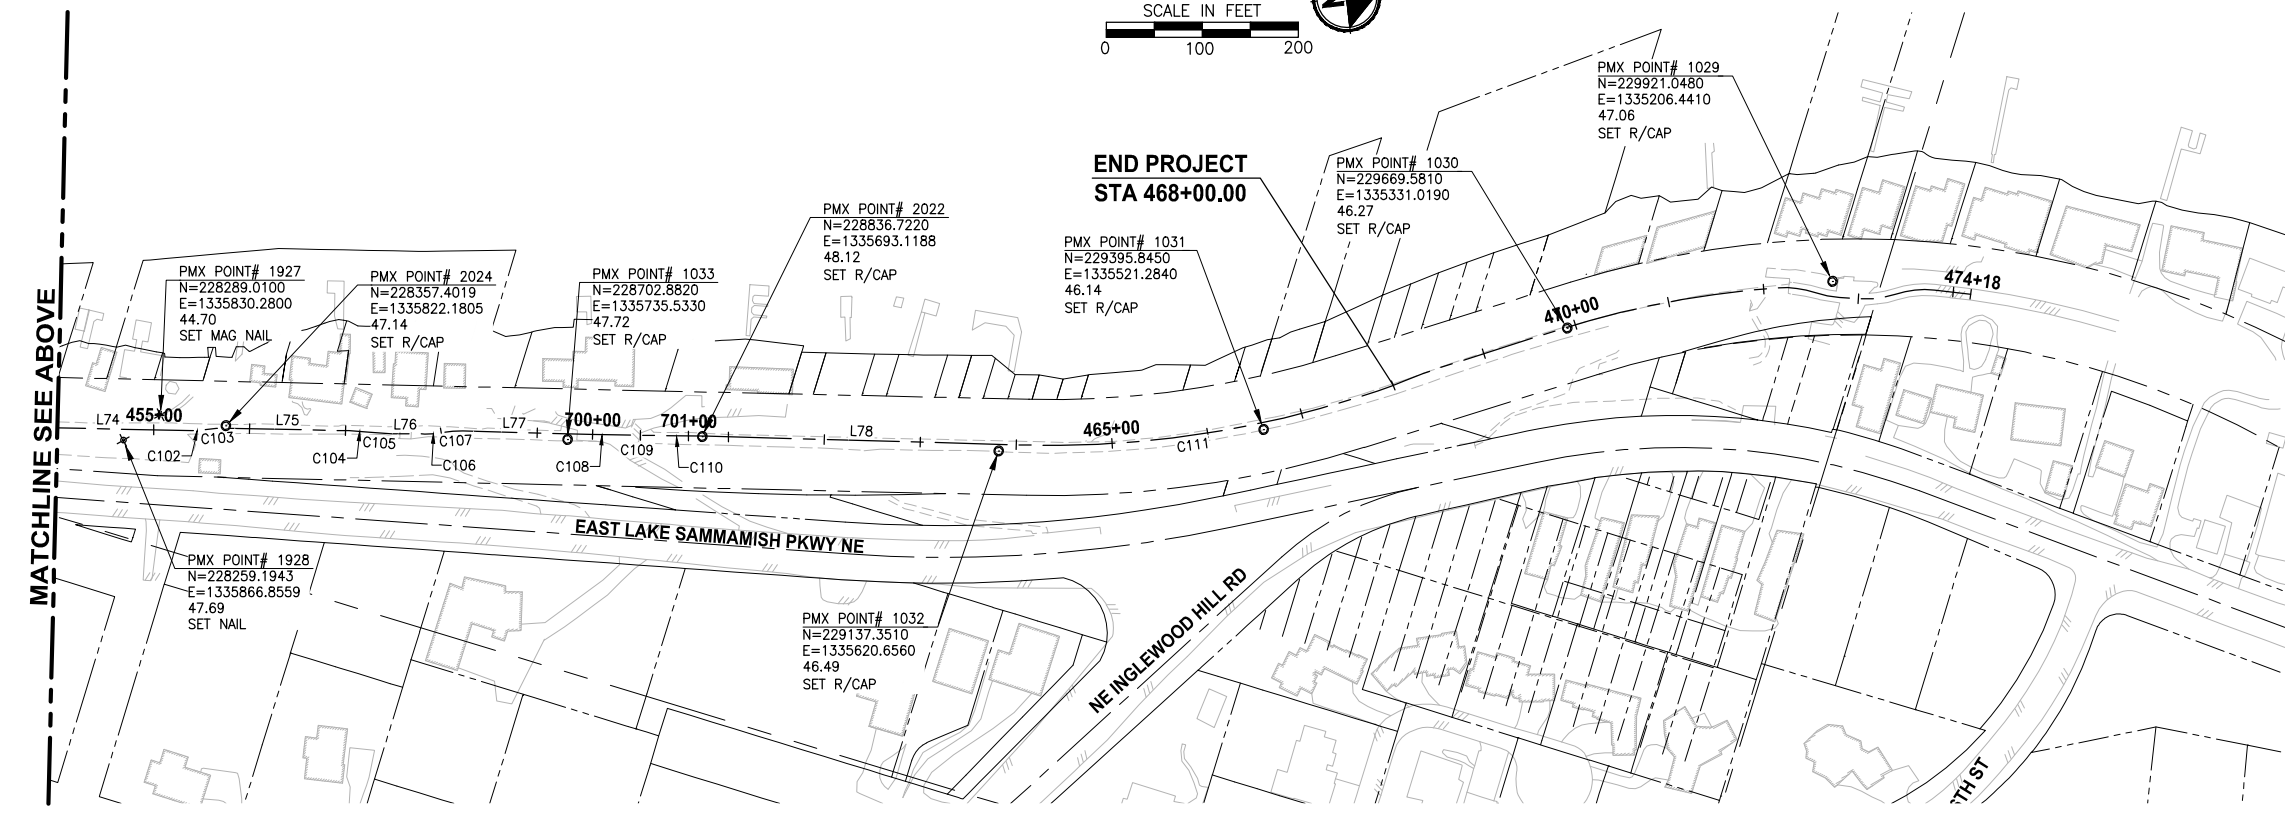 SCALE IN FEET
0 100 200
MATCHLINE SEE ABOVE
PMX POINT# 1029
N=229921.0480
E=1335206.4410
47.06
SET R/CAP
END PROJECT
STA 468+00.00
PMX POINT# 1030
N=229669.5810
E=1335331.0190
46.27
SET R/CAP
PMX POINT# 2022
N=228836.7220
E=1335693.1188
48.12
SET R/CAP
PMX POINT# 1031
N=229395.8450
E=1335521.2840
46.14
SET R/CAP
PMX POINT# 1927
N=228289.0100
E=1335830.2800
44.70
SET MAG NAIL
PMX POINT# 2024
N=228357.4019
E=1335822.1805
47.14
SET R/CAP
PMX POINT# 1033
N=228702.8820
E=1335735.5330
47.72
SET R/CAP
474+18
470+00
L74 455+00 L75 L76 L77 700+00 701+00 L78 465+00
C103 C105 C107 C109 C111
C102 C104 C106 C108 C110
EAST LAKE SAMMAMISH PKWY NE
PMX POINT# 1928
N=228259.1943
E=1335866.8559
47.69
SET NAIL
PMX POINT# 1032
N=229137.3510
E=1335620.6560
46.49
SET R/CAP
NE INGLEWOOD HILL RD
TH ST